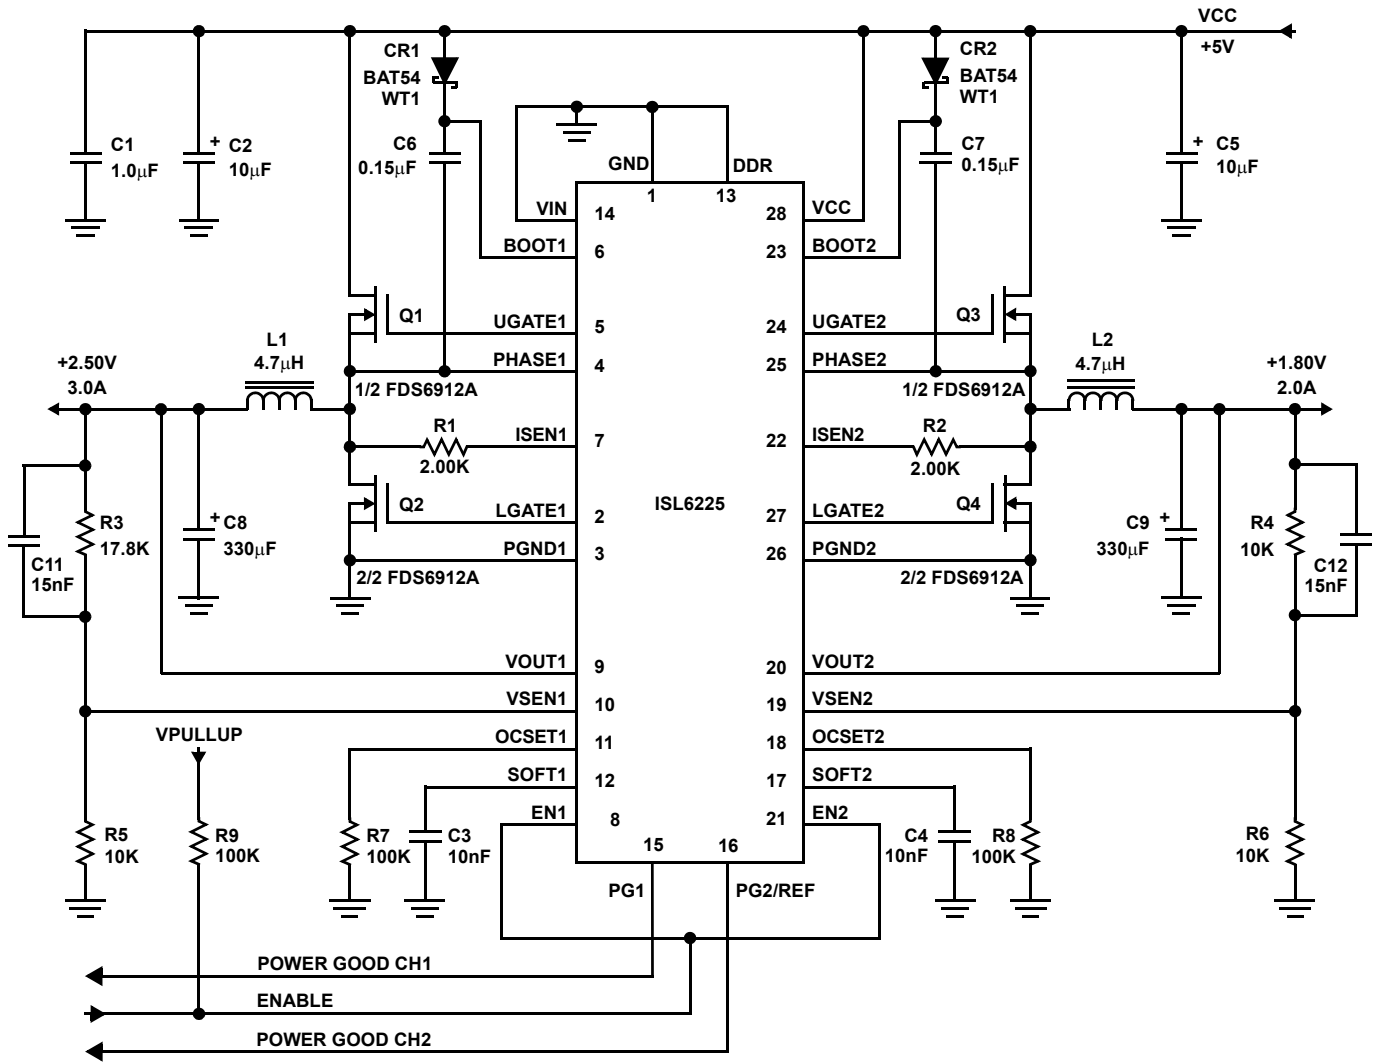 VCC
+5V
CR1
BAT54
WT1
CR2
BAT54
WT1
C1
1.0µF
+ C2
10µF
C6
0.15µF
C7
0.15µF
+ C5
10µF
GND
DDR
1
13
VIN
14
28
VCC
BOOT1
6
23
BOOT2
Q1
UGATE1
5
24
UGATE2
Q3
L1
4.7µH
PHASE1
4
25
PHASE2
L2
4.7µH
+2.50V
3.0A
1/2 FDS6912A
1/2 FDS6912A
+1.80V
2.0A
R1
2.00K
ISEN1
7
22
ISEN2
R2
2.00K
ISL6225
Q2
LGATE1
2
27
LGATE2
Q4
R3
17.8K
+ C8
330µF
PGND1
3
26
PGND2
C9 +
330µF
R4
10K
C11
15nF
2/2 FDS6912A
2/2 FDS6912A
C12
15nF
VOUT1
9
20
VOUT2
VSEN1
10
19
VSEN2
VPULLUP
OCSET1
11
18
OCSET2
SOFT1
12
17
SOFT2
EN1
8
21
EN2
R5
10K
R9
100K
R7
100K
C3
10nF
15
16
C4
10nF
R8
100K
R6
10K
PG1
PG2/REF
POWER GOOD CH1
ENABLE
POWER GOOD CH2